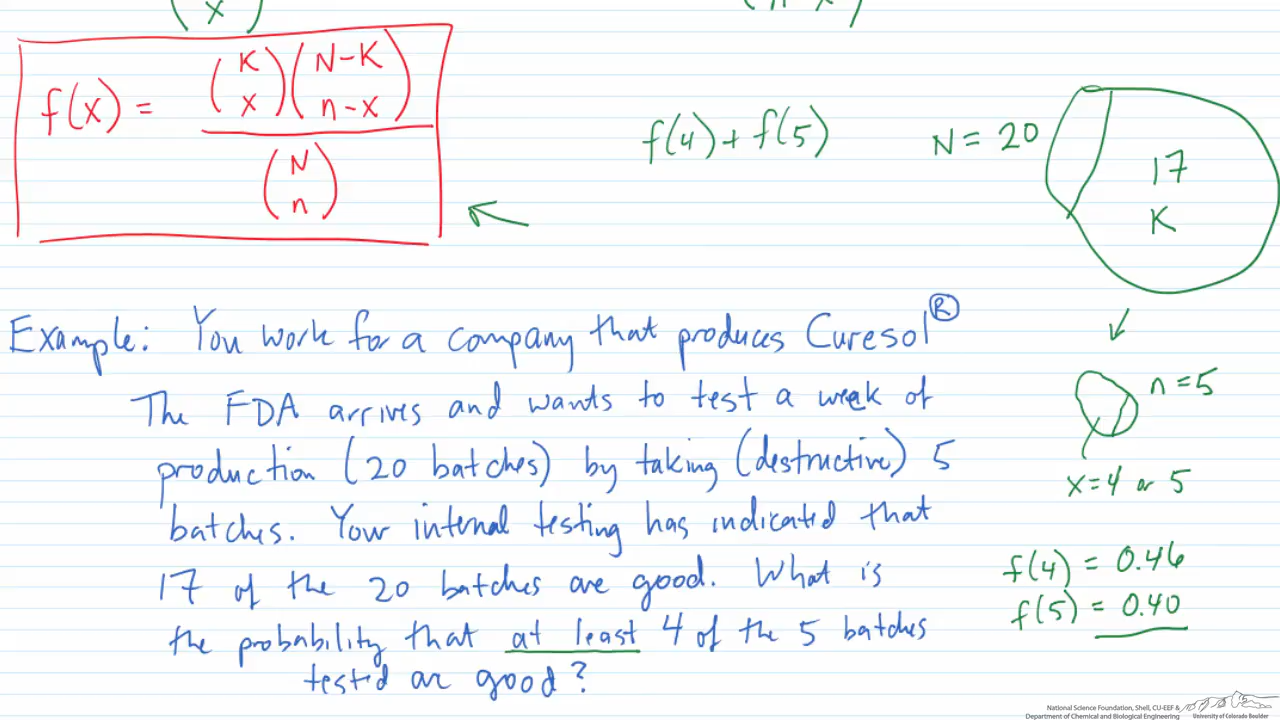 x
f(x) = (K x)(N-K n-x) / (N n)
f(4) + f(5)
N = 20
17
K
n = 5
x = 4 or 5
Example: You work for a company that produces Curesol®
The FDA arrives and wants to test a week of
production (20 batches) by taking (destructive) 5
batches. Your internal testing has indicated that
17 of the 20 batches are good. What is
the probability that at least 4 of the 5 batches
tested are good?
f(4) = 0.46
f(5) = 0.40
National Science Foundation, Shell, CU-EEF &
Department of Chemical and Biological Engineering
University of Colorado Boulder